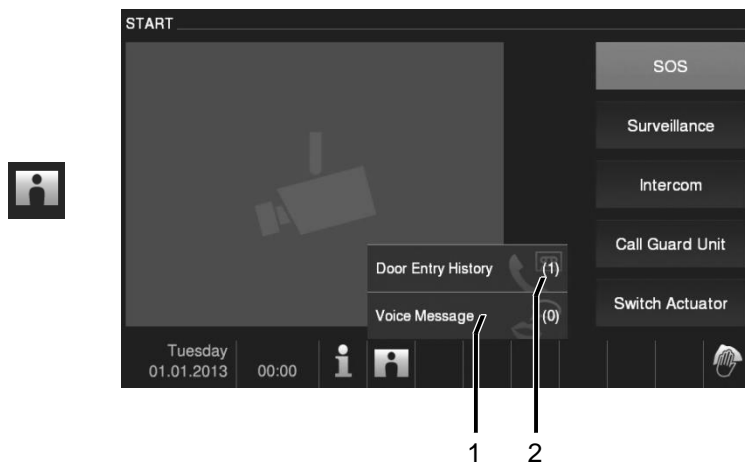 START
SOS
Surveillance
Intercom
Call Guard Unit
Switch Actuator
Door Entry History (1)
Voice Message (0)
Tuesday
01.01.2013 00:00
1 2